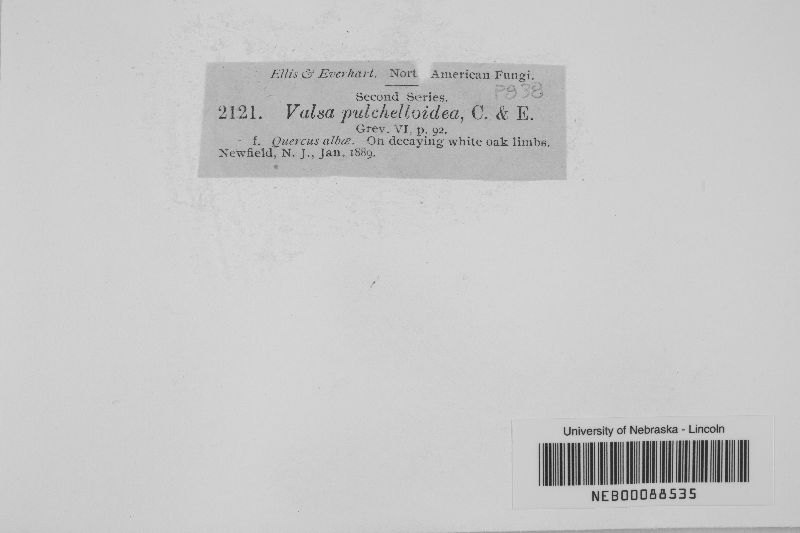 Ellis & Everhart. Nort American Fungi.
P938
Second Series.
2121. Valsa pulchelloidea, C. & E.
Grev. VI, p. 92.
f. Quercus albæ. On decaying white oak limbs.
Newfield, N. J., Jan. 1889.
University of Nebraska - Lincoln
NEB00088535